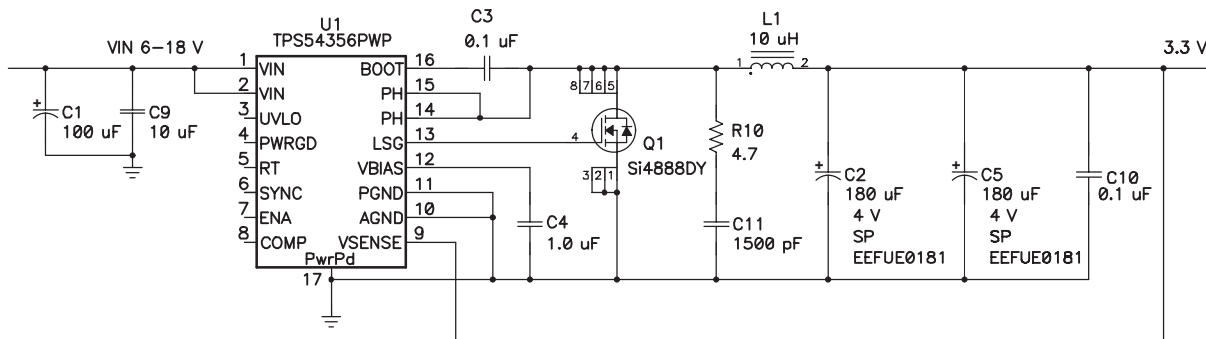 VIN 6-18 V
U1
TPS54356PWP
C3
0.1 uF
L1
10 uH
3.3 V
1 VIN BOOT 16
2 VIN PH 15
3 UVLO PH 14
4 PWRGD LSG 13
5 RT VBIAS 12
6 SYNC PGND 11
7 ENA AGND 10
8 COMP VSENSE 9
PwrPd
17
C1
100 uF
C9
10 uF
8 7 6 5
4
Q1
Si4888DY
3 2 1
C4
1.0 uF
R10
4.7
C11
1500 pF
1 2
C2
180 uF
4 V
SP
EEFUE0181
C5
180 uF
4 V
SP
EEFUE0181
C10
0.1 uF
+
+
+